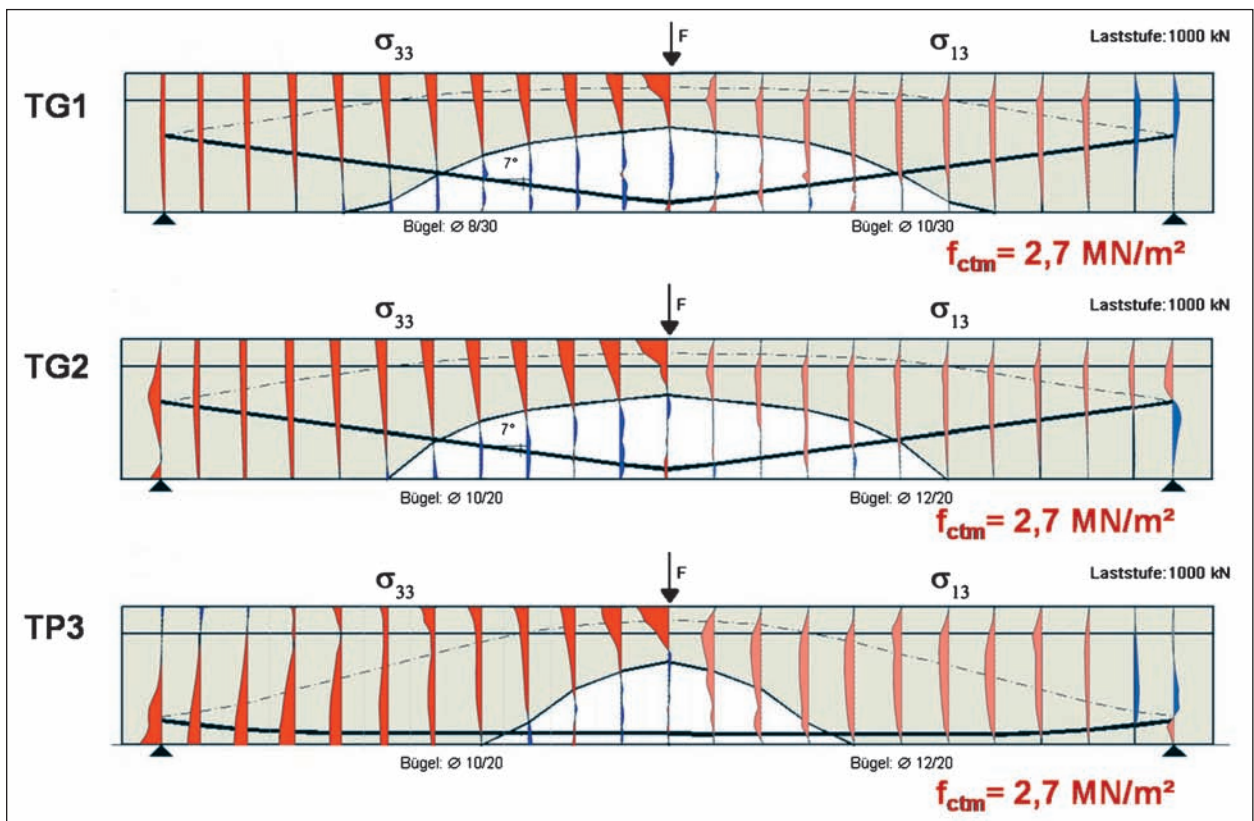 σ33
F
σ13
Laststufe: 1000 kN
TG1
7°
Bügel: Ø 8/30
Bügel: Ø 10/30
fctm = 2,7 MN/m²
σ33
F
σ13
Laststufe: 1000 kN
TG2
7°
Bügel: Ø 10/20
Bügel: Ø 12/20
fctm = 2,7 MN/m²
σ33
F
σ13
Laststufe: 1000 kN
TP3
Bügel: Ø 10/20
Bügel: Ø 12/20
fctm = 2,7 MN/m²